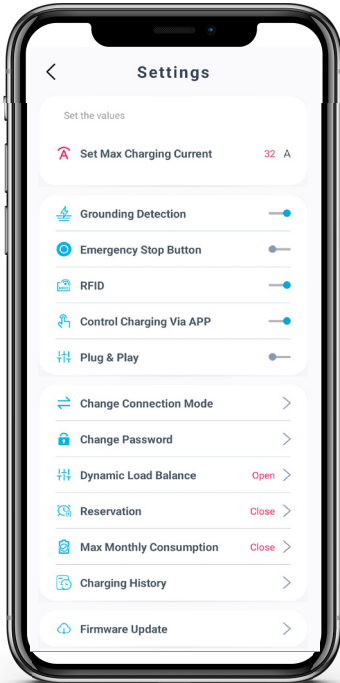 Settings
Set the values
Set Max Charging Current 32 A
Grounding Detection
Emergency Stop Button
RFID
Control Charging Via APP
Plug & Play
Change Connection Mode
Change Password
Dynamic Load Balance Open
Reservation Close
Max Monthly Consumption Close
Charging History
Firmware Update